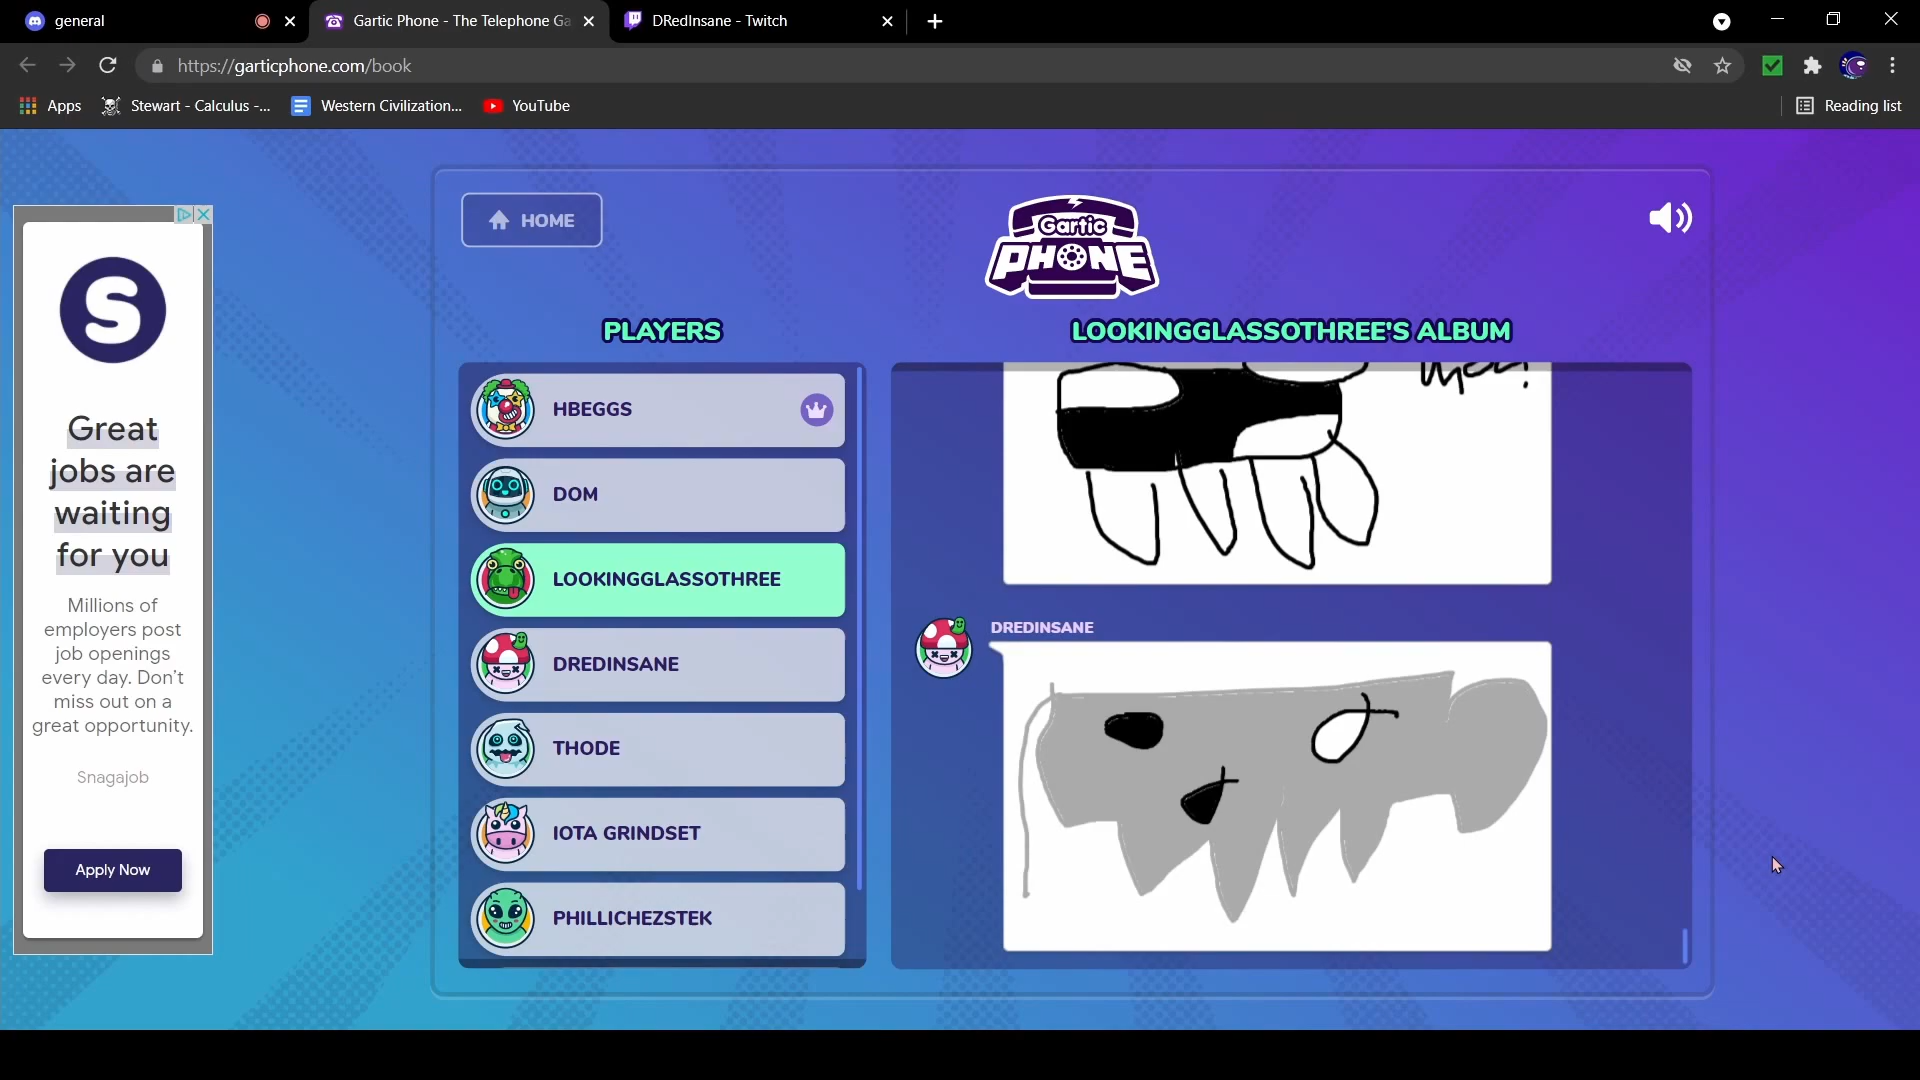 general
Gartic Phone - The Telephone Ga
DRedInsane - Twitch
https://garticphone.com/book
Apps
Stewart - Calculus -...
Western Civilization...
YouTube
Reading list
HOME
Gartic
PHONE
PLAYERS
LOOKINGGLASSOTHREE'S ALBUM
HBEGGS
DOM
LOOKINGGLASSOTHREE
DREDINSANE
THODE
IOTA GRINDSET
PHILLICHEZSTEK
DREDINSANE
S
Great
jobs are
waiting
for you
Millions of
employers post
job openings
every day. Don't
miss out on a
great opportunity.
Snagajob
Apply Now